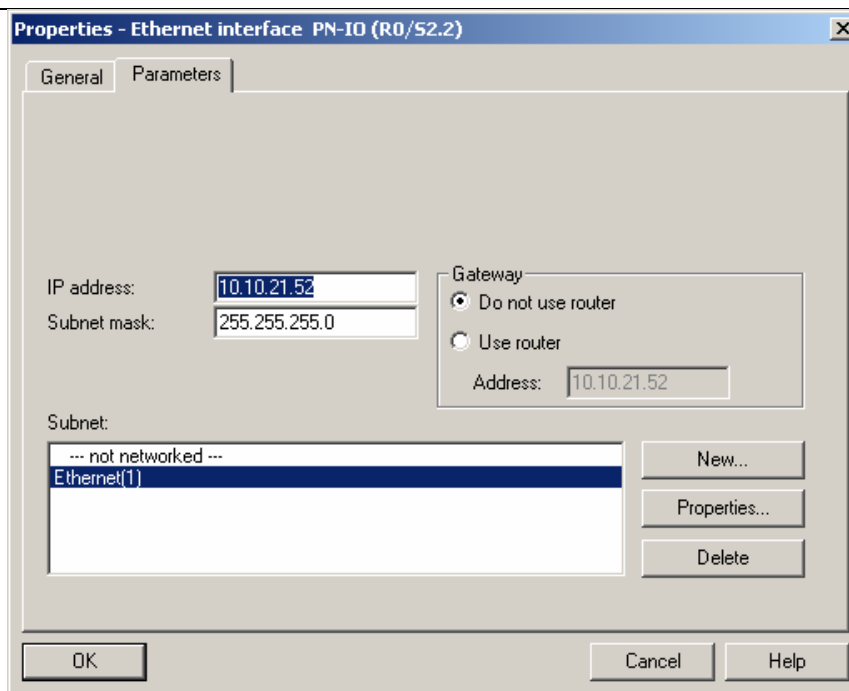 Properties - Ethernet interface PN-IO (R0/S2.2)
General Parameters
IP address: 10.10.21.52
Subnet mask: 255.255.255.0
Gateway
Do not use router
Use router
Address: 10.10.21.52
Subnet:
--- not networked ---
Ethernet(1)
New...
Properties...
Delete
OK Cancel Help